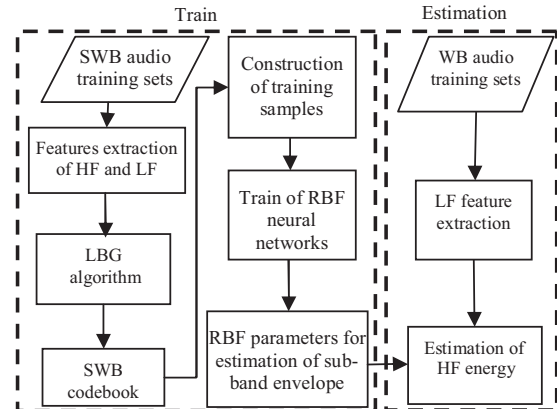 Train
Estimation
SWB audio
training sets
Features extraction
of HF and LF
LBG
algorithm
SWB
codebook
Construction
of training
samples
Train of RBF
neural
networks
RBF parameters for
estimation of sub-
band envelope
WB audio
training sets
LF feature
extraction
Estimation of
HF energy